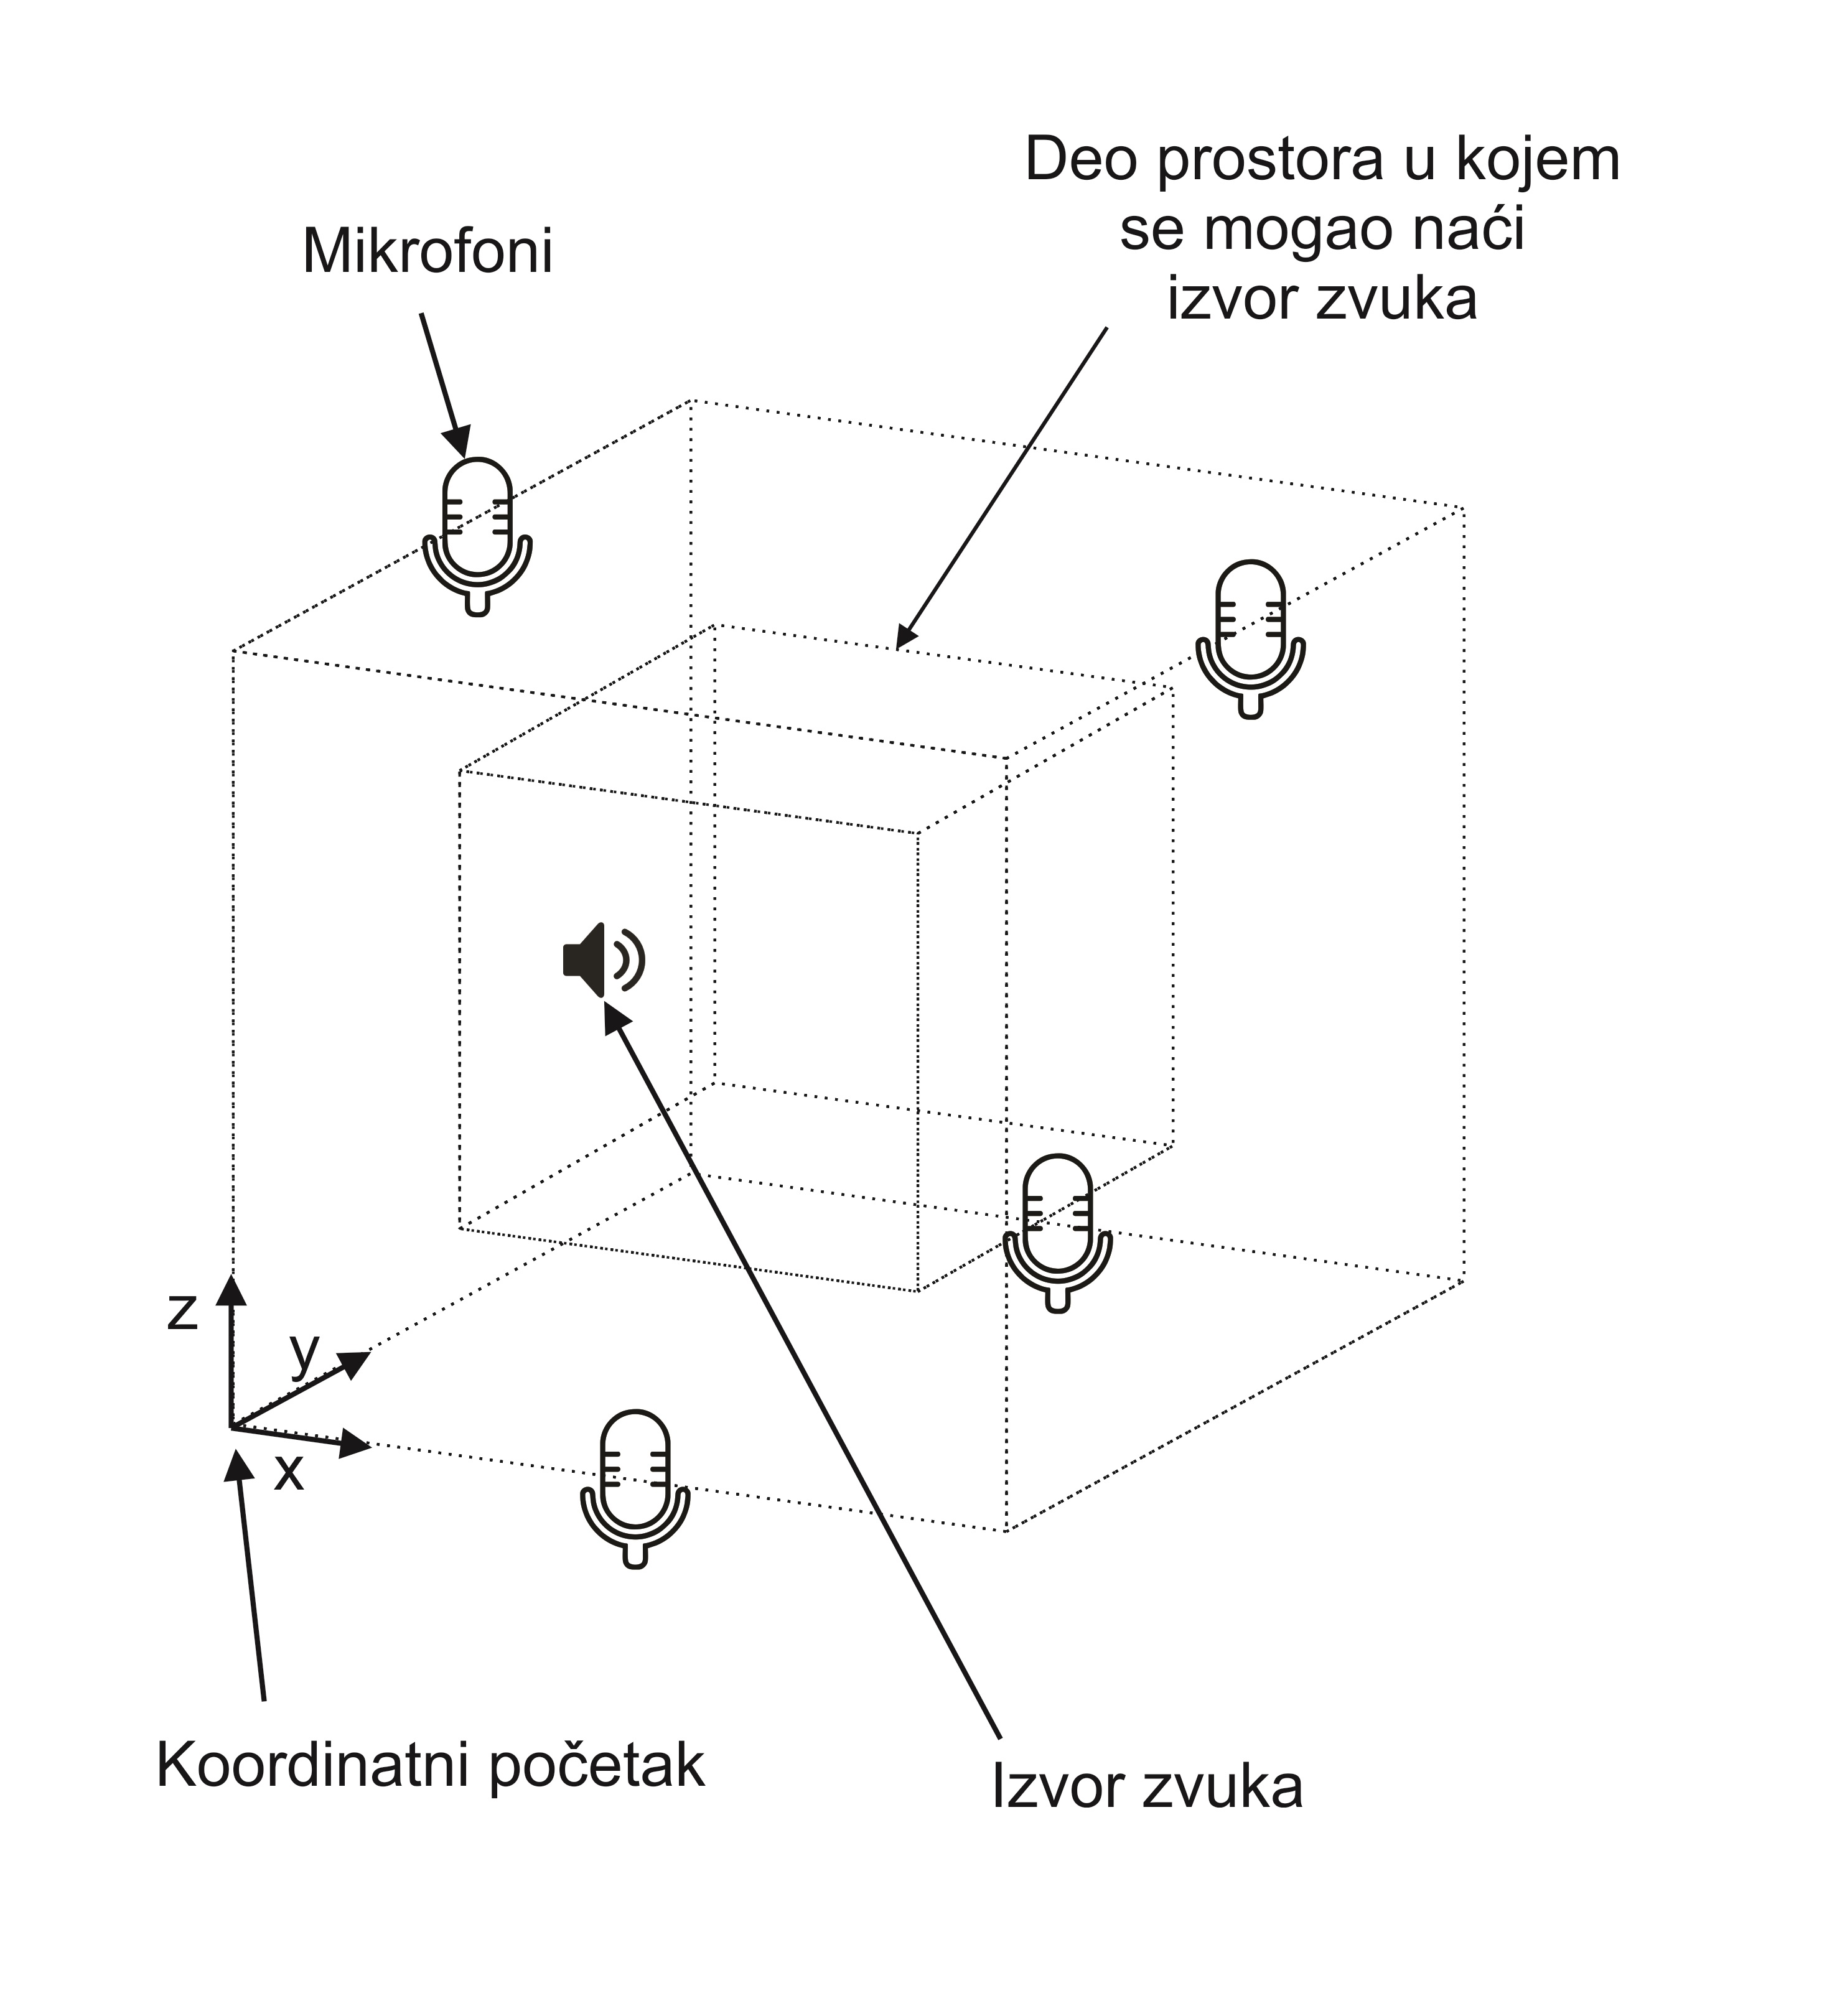 Deo prostora u kojem
se mogao naći
izvor zvuka
Mikrofoni
z
y
x
Koordinatni početak
Izvor zvuka